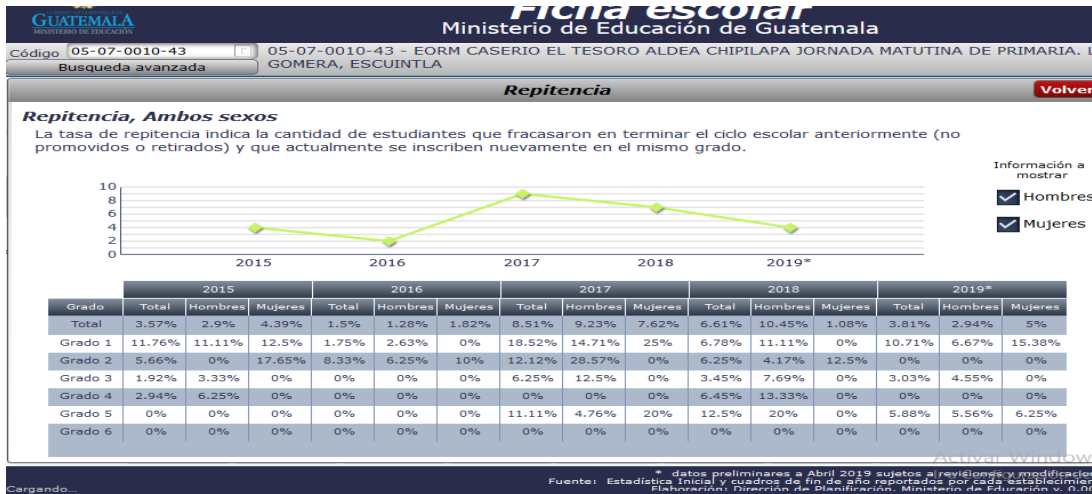 Ficha escolar
GUATEMALA
MINISTERIO DE EDUCACIÓN
Ministerio de Educación de Guatemala
Código 05-07-0010-43
05-07-0010-43 - EORM CASERIO EL TESORO ALDEA CHIPILAPA JORNADA MATUTINA DE PRIMARIA.
Busqueda avanzada
GOMERA, ESCUINTLA
Repitencia
Volver
Repitencia, Ambos sexos
La tasa de repitencia indica la cantidad de estudiantes que fracasaron en terminar el ciclo escolar anteriormente (no
promovidos o retirados) y que actualmente se inscriben nuevamente en el mismo grado.
Información a
mostrar
Hombres
Mujeres
10
8
6
4
2
0
2015 2016 2017 2018 2019*
2015 2016 2017 2018 2019*
Grado Total Hombres Mujeres Total Hombres Mujeres Total Hombres Mujeres Total Hombres Mujeres Total Hombres Mujeres
Total 3.57% 2.9% 4.39% 1.5% 1.28% 1.82% 8.51% 9.23% 7.62% 6.61% 10.45% 1.08% 3.81% 2.94% 5%
Grado 1 11.76% 11.11% 12.5% 1.75% 2.63% 0% 18.52% 14.71% 25% 6.78% 11.11% 0% 10.71% 6.67% 15.38%
Grado 2 5.66% 0% 17.65% 8.33% 6.25% 10% 12.12% 28.57% 0% 6.25% 4.17% 12.5% 0% 0% 0%
Grado 3 1.92% 3.33% 0% 0% 0% 0% 6.25% 12.5% 0% 3.45% 7.69% 0% 3.03% 4.55% 0%
Grado 4 2.94% 6.25% 0% 0% 0% 0% 0% 0% 0% 6.45% 13.33% 0% 0% 0% 0%
Grado 5 0% 0% 0% 0% 0% 0% 11.11% 4.76% 20% 12.5% 20% 0% 5.88% 5.56% 6.25%
Grado 6 0% 0% 0% 0% 0% 0% 0% 0% 0% 0% 0% 0% 0% 0% 0%
Activar Window
* datos preliminares a Abril 2019 sujetos a
Fuente: Estadística Inicial y cuadros de fin de año reportados por cada establecimie
Cargando...
Elaboración: Dirección de Planificación, Ministerio de Educación v. 0.00